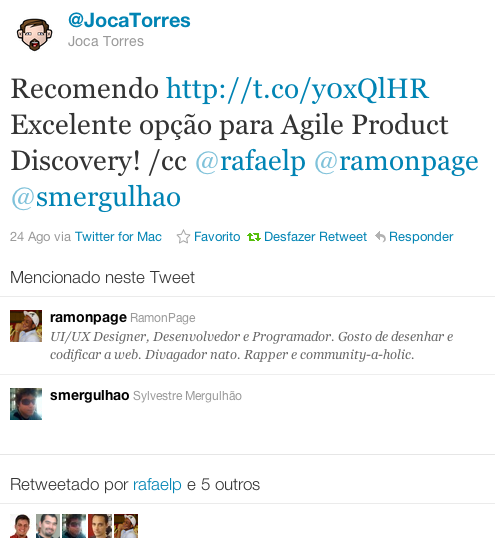 @JocaTorres
Joca Torres
Recomendo http://t.co/y0xQlHR
Excelente opção para Agile Product
Discovery! /cc @rafaelp @ramonpage
@smergulhao
24 Ago via Twitter for Mac Favorito Desfazer Retweet Responder
Mencionado neste Tweet
ramonpage RamonPage
UI/UX Designer, Desenvolvedor e Programador. Gosto de desenhar e
codificar a web. Divagador nato. Rapper e community-a-holic.
smergulhao Sylvestre Mergulhão
Retweetado por rafaelp e 5 outros